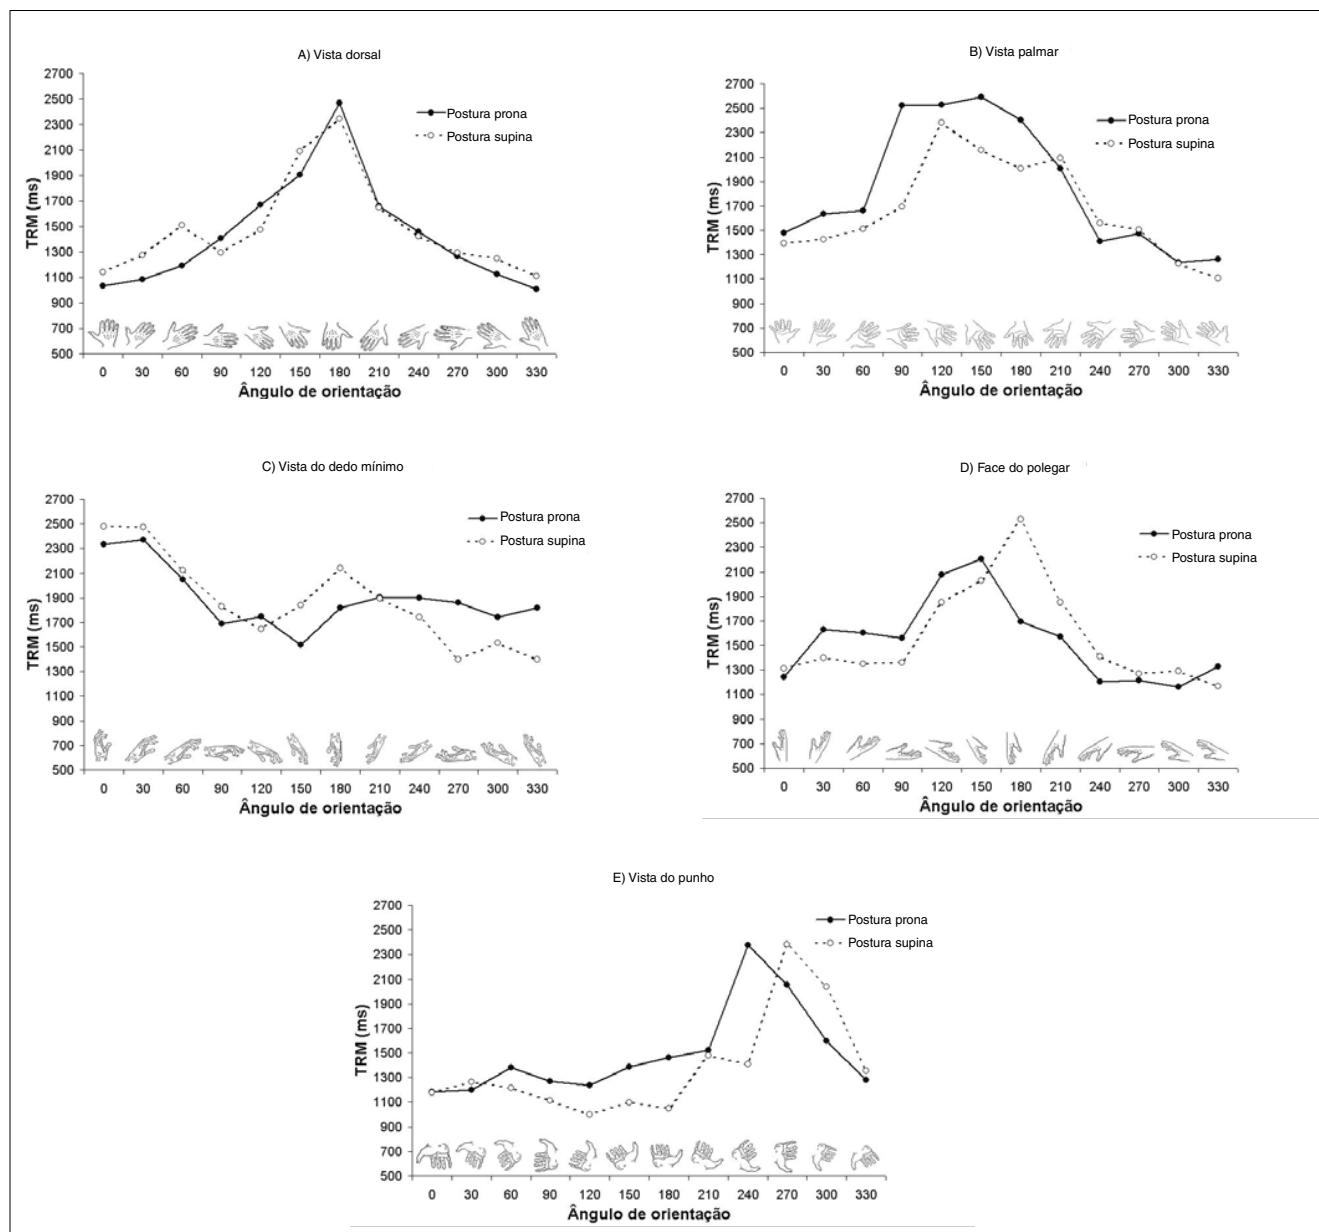 A) Vista dorsal
2700
2500
2300
2100
1900
1700
1500
1300
1100
900
700
500
TRM (ms)
Postura prona
Postura supina
0 30 60 90 120 150 180 210 240 270 300 330
Ângulo de orientação
B) Vista palmar
2700
2500
2300
2100
1900
1700
1500
1300
1100
900
700
500
TRM (ms)
Postura prona
Postura supina
0 30 60 90 120 150 180 210 240 270 300 330
Ângulo de orientação
C) Vista do dedo mínimo
2700
2500
2300
2100
1900
1700
1500
1300
1100
900
700
500
TRM (ms)
Postura prona
Postura supina
0 30 60 90 120 150 180 210 240 270 300 330
Ângulo de orientação
D) Face do polegar
2700
2500
2300
2100
1900
1700
1500
1300
1100
900
700
500
TRM (ms)
Postura prona
Postura supina
0 30 60 90 120 150 180 210 240 270 300 330
Ângulo de orientação
E) Vista do punho
2700
2500
2300
2100
1900
1700
1500
1300
1100
900
700
500
TRM (ms)
Postura prona
Postura supina
0 30 60 90 120 150 180 210 240 270 300 330
Ângulo de orientação